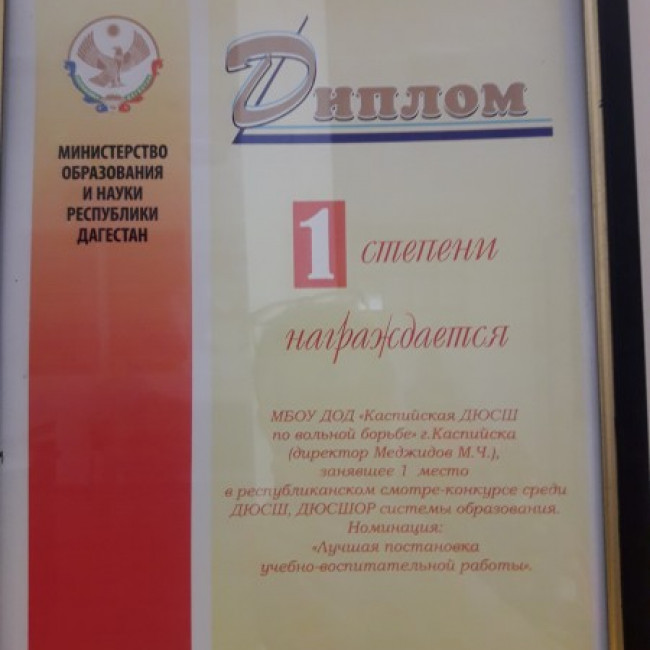 МИНИСТЕРСТВО
ОБРАЗОВАНИЯ
И НАУКИ
РЕСПУБЛИКИ
ДАГЕСТАН
Диплом
1 степени
награждается
МБОУ ДОД «Каспийская ДЮСШ
по вольной борьбе» г.Каспийска
(директор Меджидов М.Ч.),
занявшее 1 место
в республиканском смотре-конкурсе среди
ДЮСШ, ДЮСШОР системы образования.
Номинация:
«Лучшая постановка
учебно-воспитательной работы».